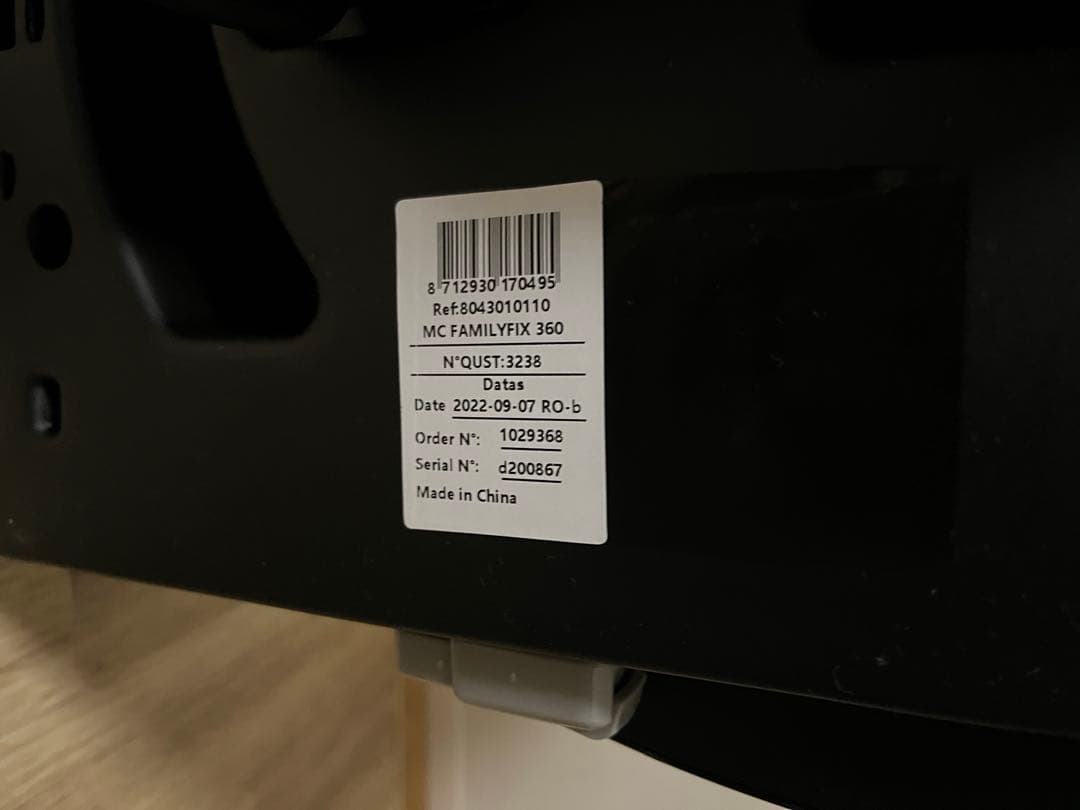 8 712930 170495
Ref:8043010110
MC FAMILYFIX 360
N°QUST:3238
Datas
Date 2022-09-07 RO-b
Order N°: 1029368
Serial N°: d200867
Made in China